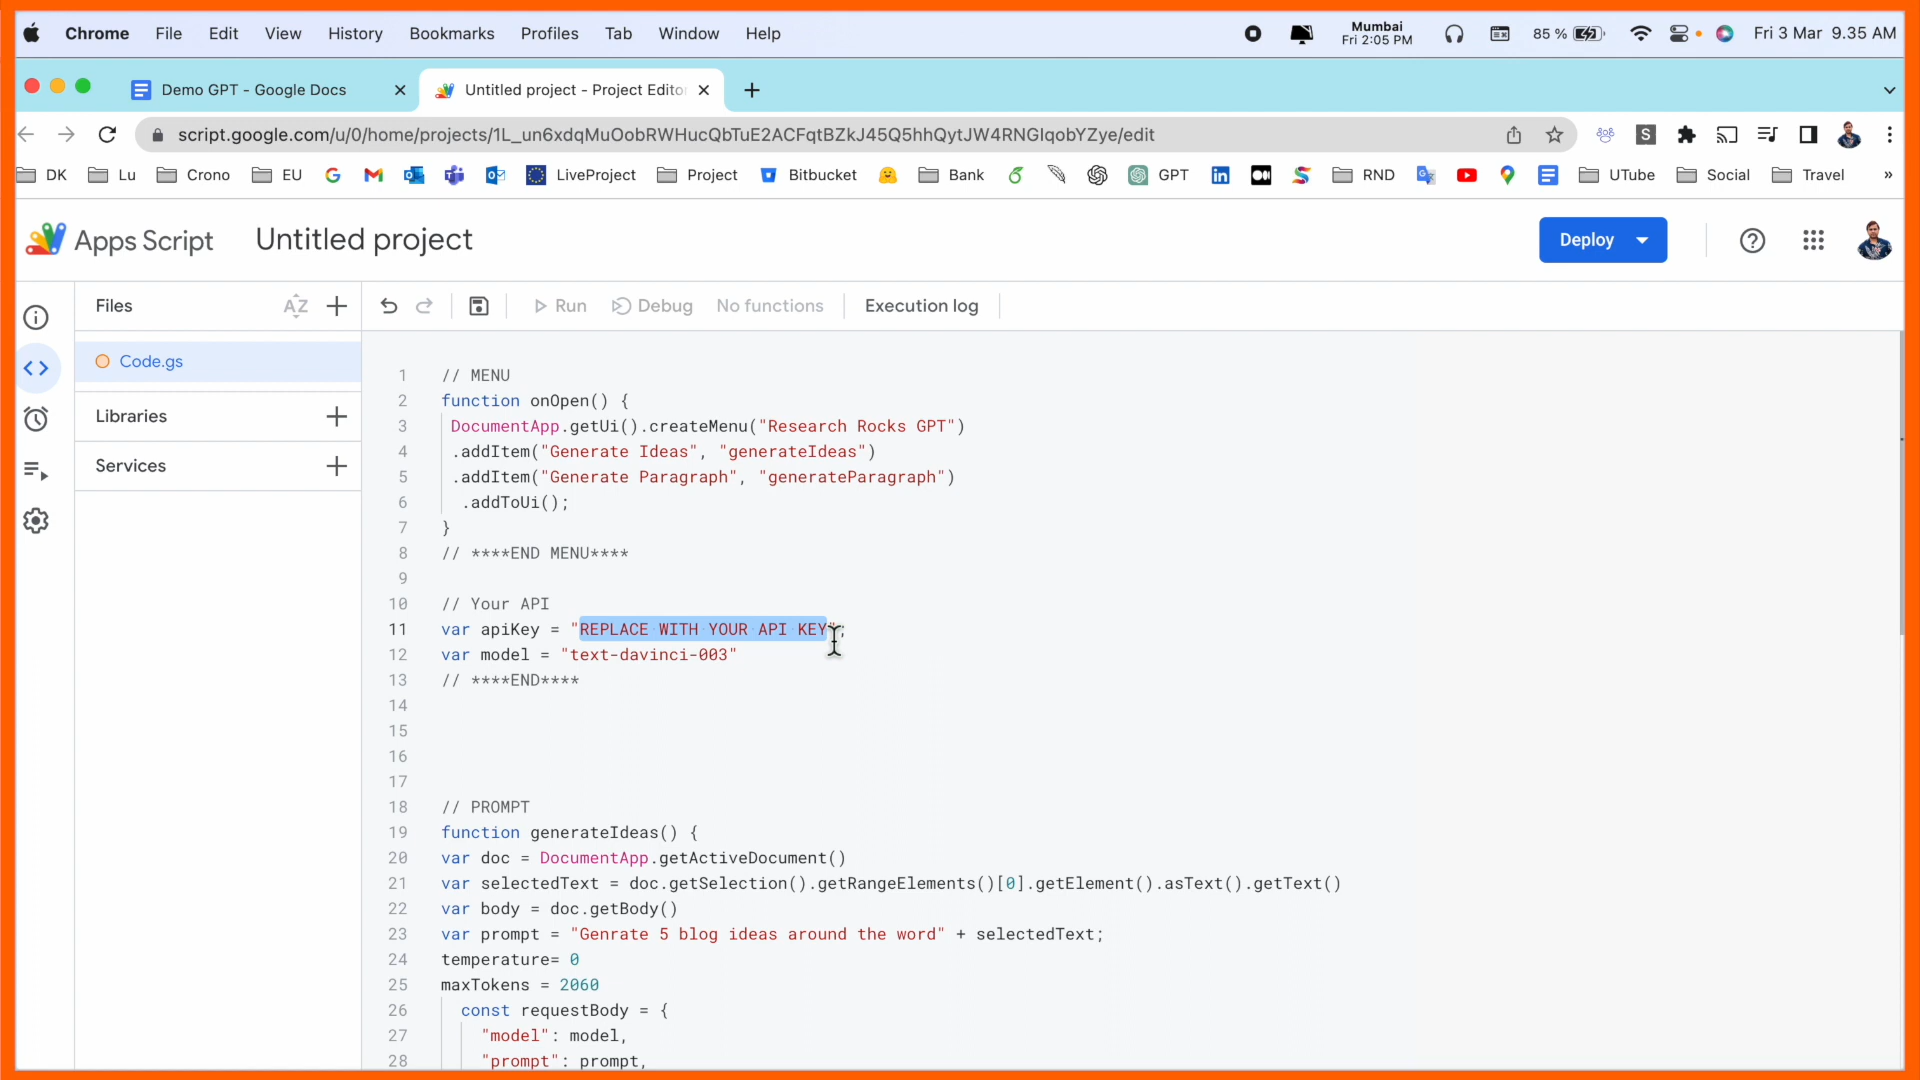 Chrome File Edit View History Bookmarks Profiles Tab Window Help Mumbai Fri 2:05 PM 85 % Fri 3 Mar 9.35 AM
Demo GPT - Google Docs Untitled project - Project Editor
script.google.com/u/0/home/projects/1L_un6xdqMuOobRWHucQbTuE2ACFqtBZkJ45Q5hhQytJW4RNGIqobYZye/edit
DK Lu Crono EU LiveProject Project Bitbucket Bank GPT RND UTube Social Travel »
Apps Script Untitled project Deploy
Files Run Debug No functions Execution log
Code.gs
Libraries
Services
1 // MENU
2 function onOpen() {
3 DocumentApp.getUi().createMenu("Research Rocks GPT")
4 .addItem("Generate Ideas", "generateIdeas")
5 .addItem("Generate Paragraph", "generateParagraph")
6 .addToUi();
7 }
8 // ****END MENU****
9
10 // Your API
11 var apiKey = "REPLACE WITH YOUR API KEY";
12 var model = "text-davinci-003"
13 // ****END****
14
15
16
17
18 // PROMPT
19 function generateIdeas() {
20 var doc = DocumentApp.getActiveDocument()
21 var selectedText = doc.getSelection().getRangeElements()[0].getElement().asText().getText()
22 var body = doc.getBody()
23 var prompt = "Genrate 5 blog ideas around the word" + selectedText;
24 temperature= 0
25 maxTokens = 2060
26 const requestBody = {
27 "model": model,
28 "prompt": prompt,